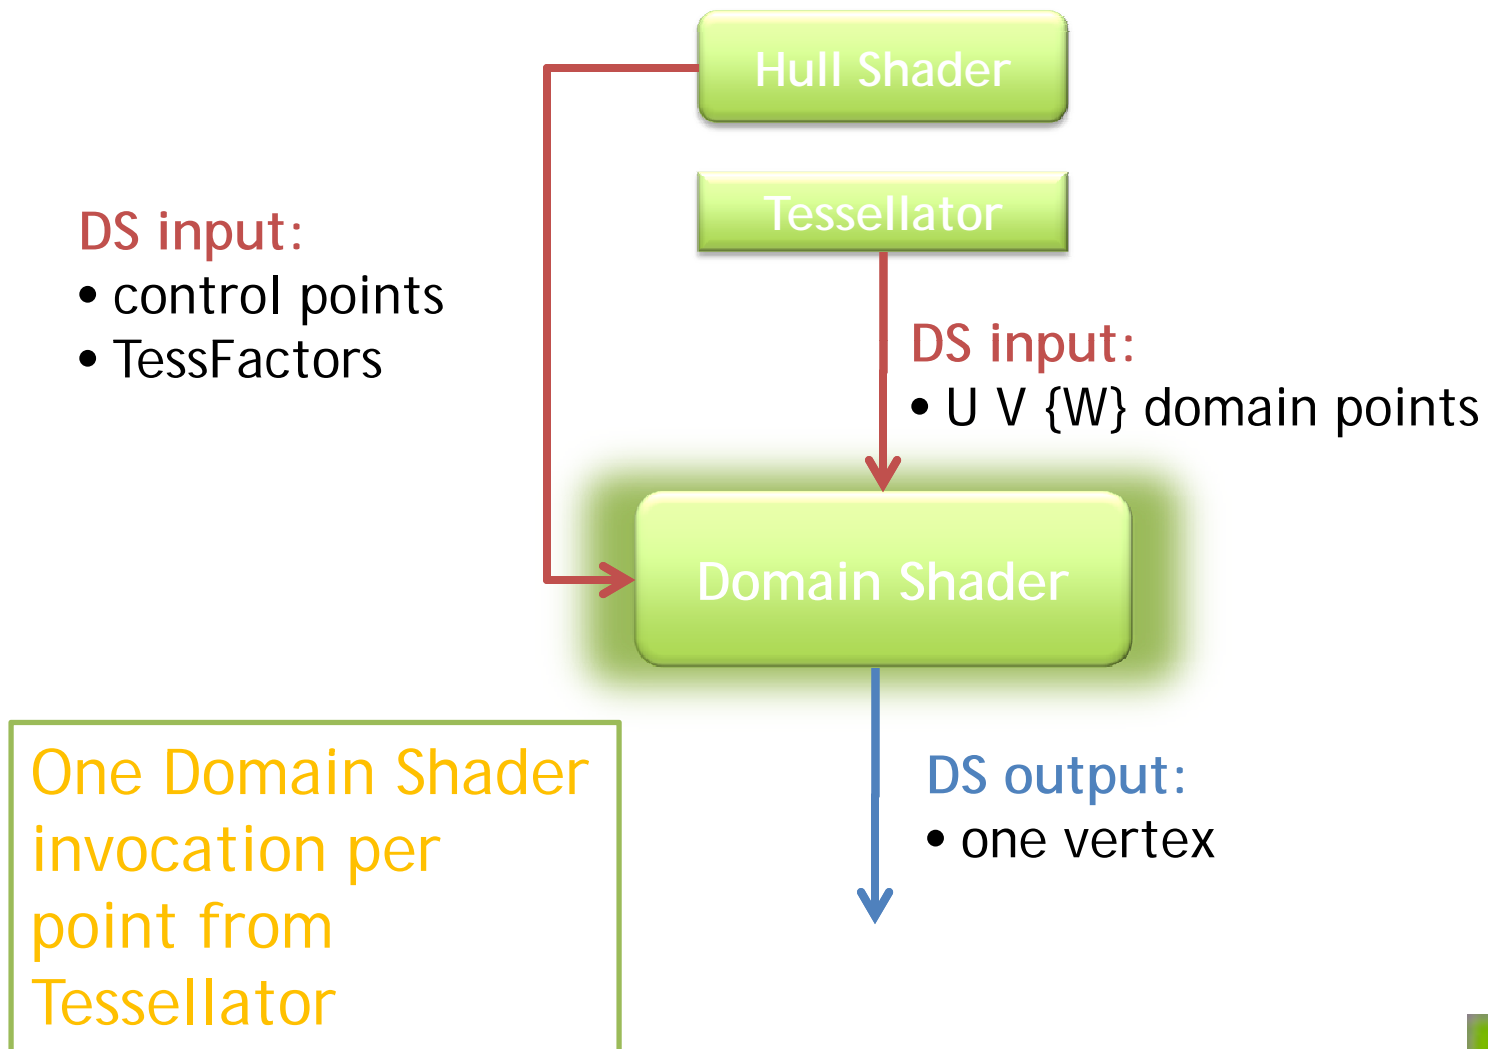 Hull Shader
Tessellator
DS input:
• control points
• TessFactors
DS input:
• U V {W} domain points
Domain Shader
One Domain Shader
invocation per
point from
Tessellator
DS output:
• one vertex